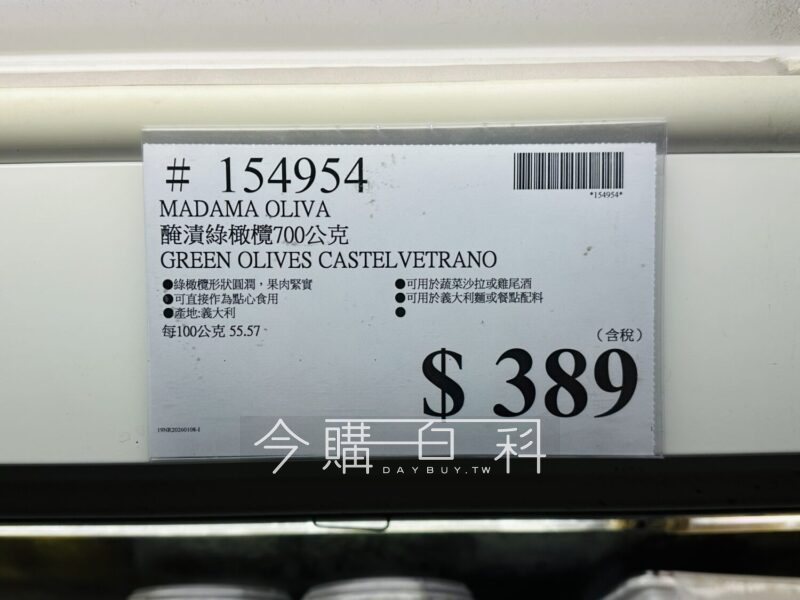 # 154954
*154954*
MADAMA OLIVA
醃漬綠橄欖700公克
GREEN OLIVES CASTELVETRANO
●綠橄欖形狀圓潤，果肉緊實
●可用於蔬菜沙拉或雞尾酒
●可直接作為點心食用
●可用於義大利麵或餐點配料
●產地:義大利
●
每100公克 55.57
（含稅）
$ 389
19NR20260108-1
今購百科
DAYBUY.TW